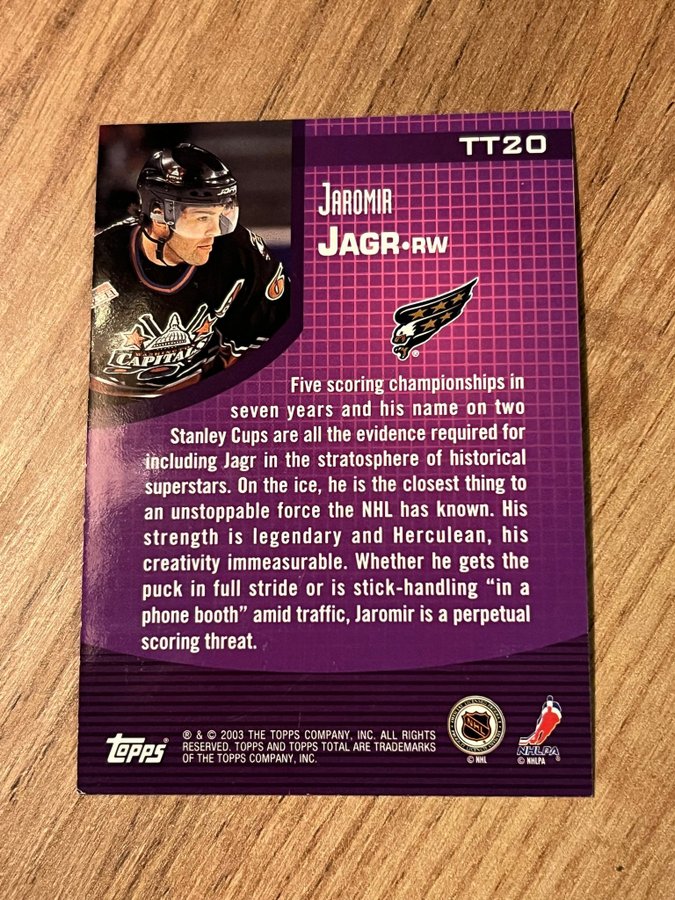 TT20
JAROMIR
JAGR•RW
CAPITALS
Five scoring championships in
seven years and his name on two
Stanley Cups are all the evidence required for
including Jagr in the stratosphere of historical
superstars. On the ice, he is the closest thing to
an unstoppable force the NHL has known. His
strength is legendary and Herculean, his
creativity immeasurable. Whether he gets the
puck in full stride or is stick-handling “in a
phone booth” amid traffic, Jaromir is a perpetual
scoring threat.
topps®
® & © 2003 THE TOPPS COMPANY, INC. ALL RIGHTS
RESERVED. TOPPS AND TOPPS TOTAL ARE TRADEMARKS
OF THE TOPPS COMPANY, INC.
NHL
© NHL
NHLPA
© NHLPA